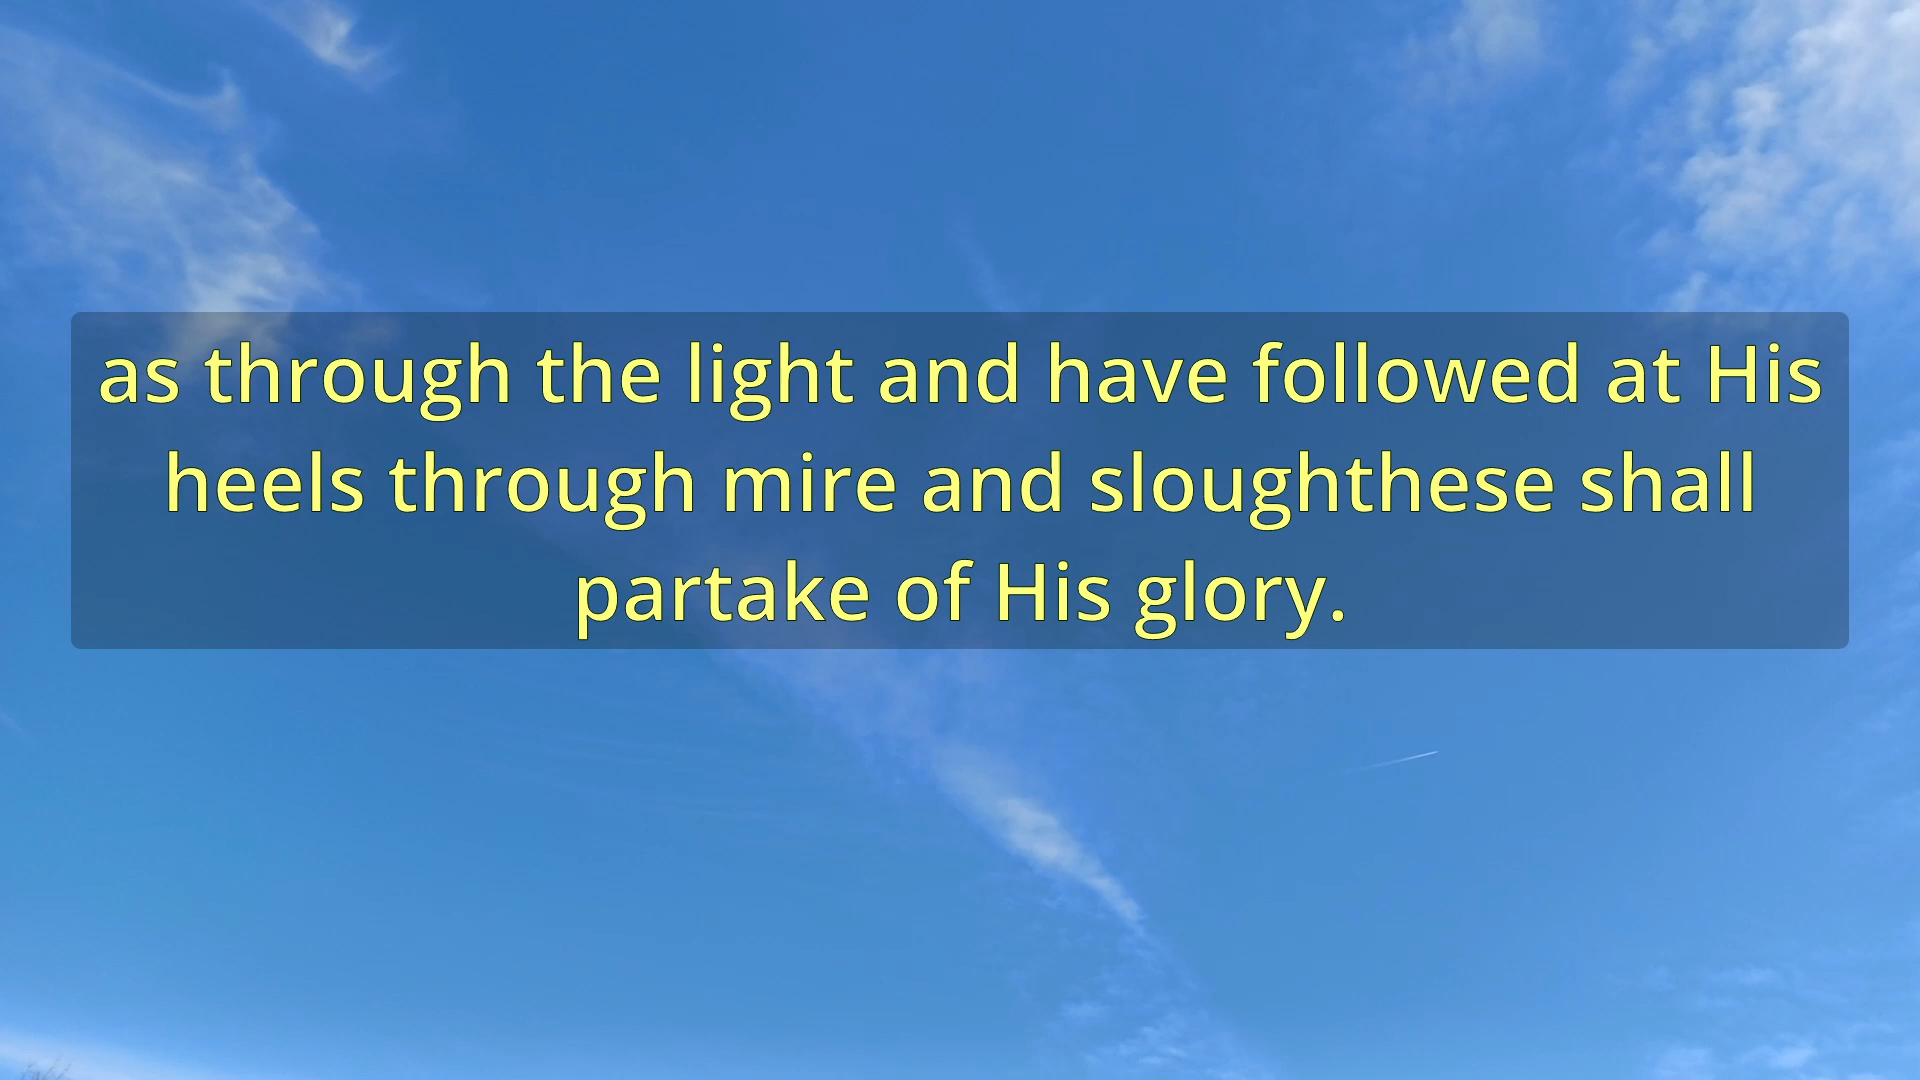 as through the light and have followed at His
heels through mire and sloughthese shall
partake of His glory.